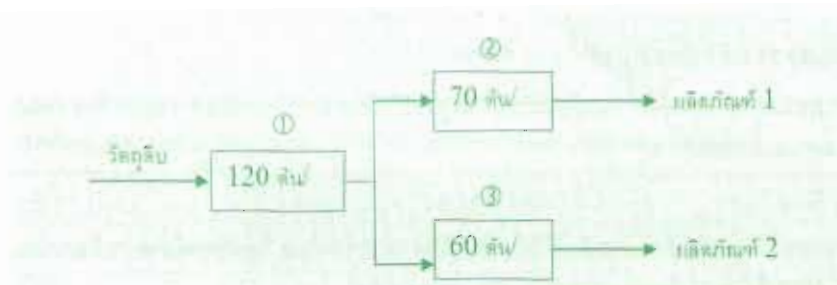 ②
70 ตัน/
ผลิตภัณฑ์ 1
①
วัตถุดิบ
120 ตัน/
③
60 ตัน/
ผลิตภัณฑ์ 2